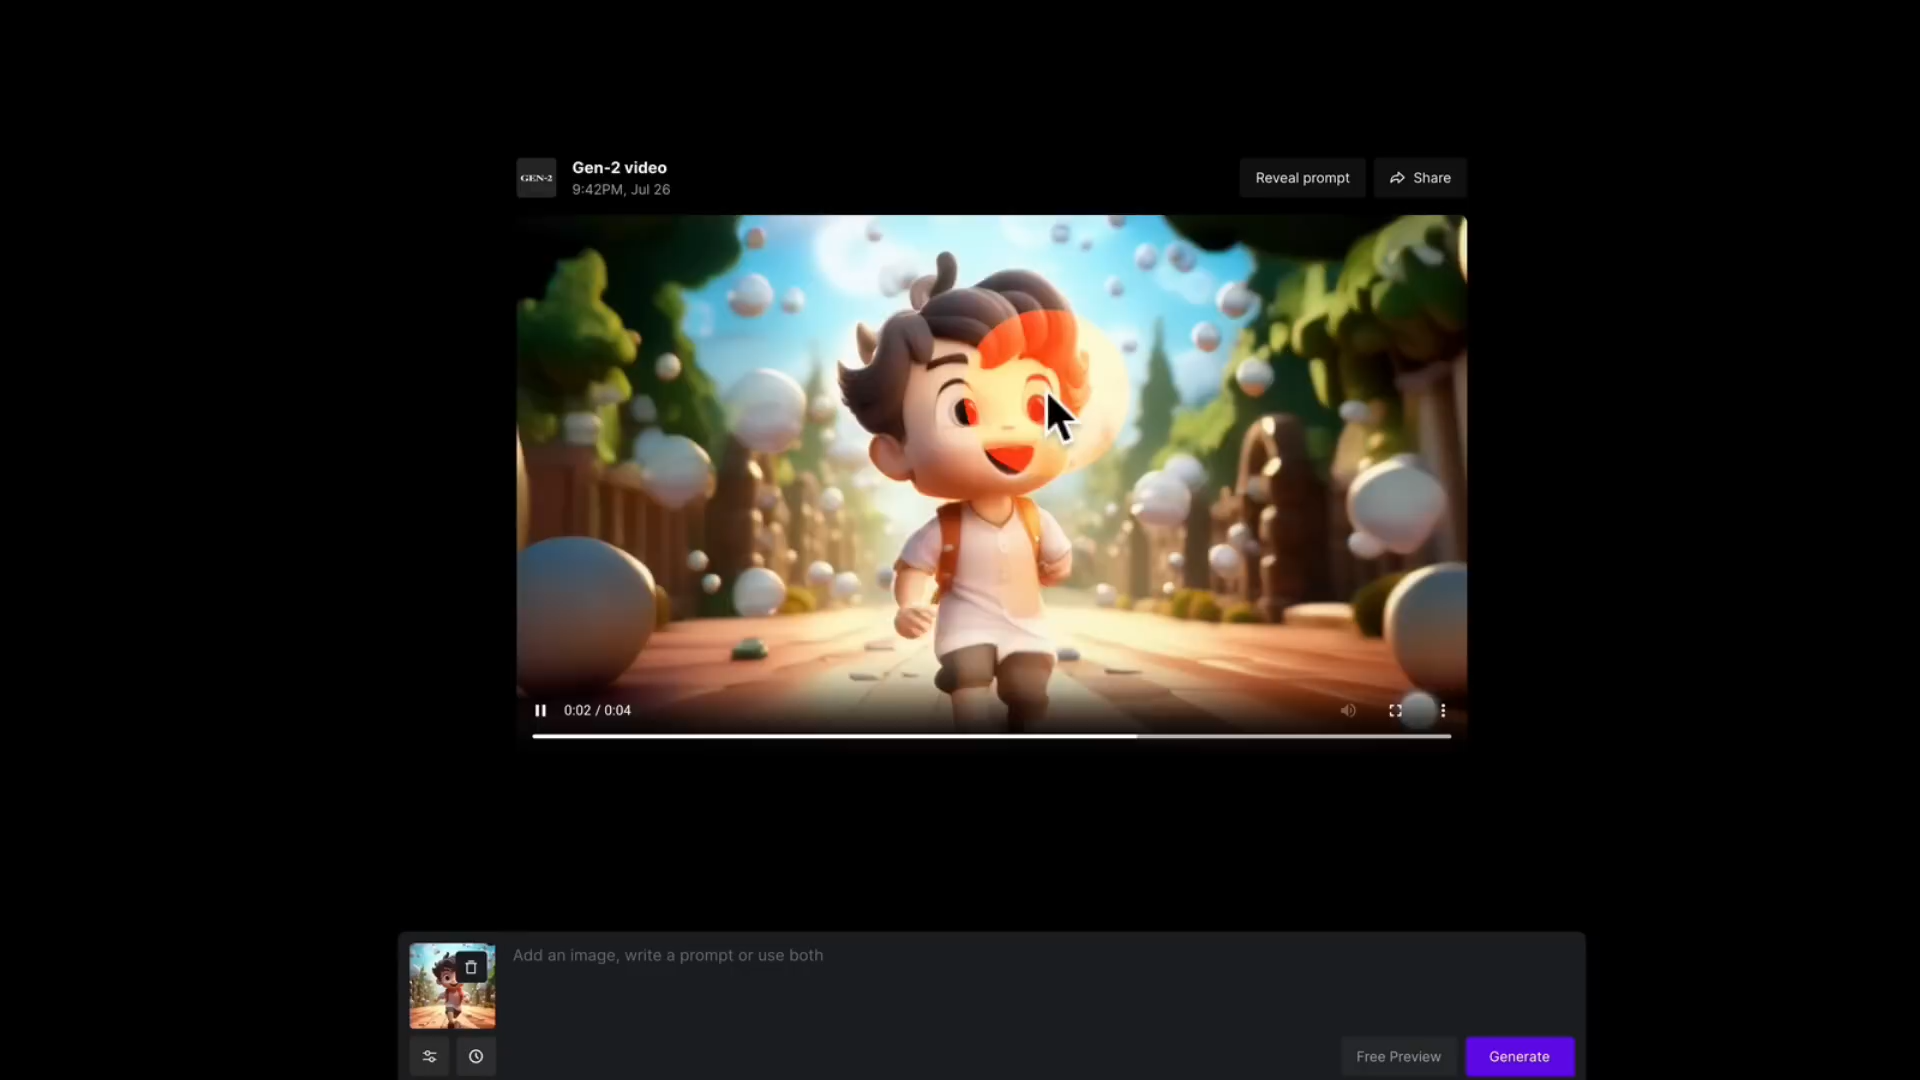 GEN-2
Gen-2 video
9:42PM, Jul 26
Reveal prompt
Share
0:02 / 0:04
Add an image, write a prompt or use both
Free Preview
Generate